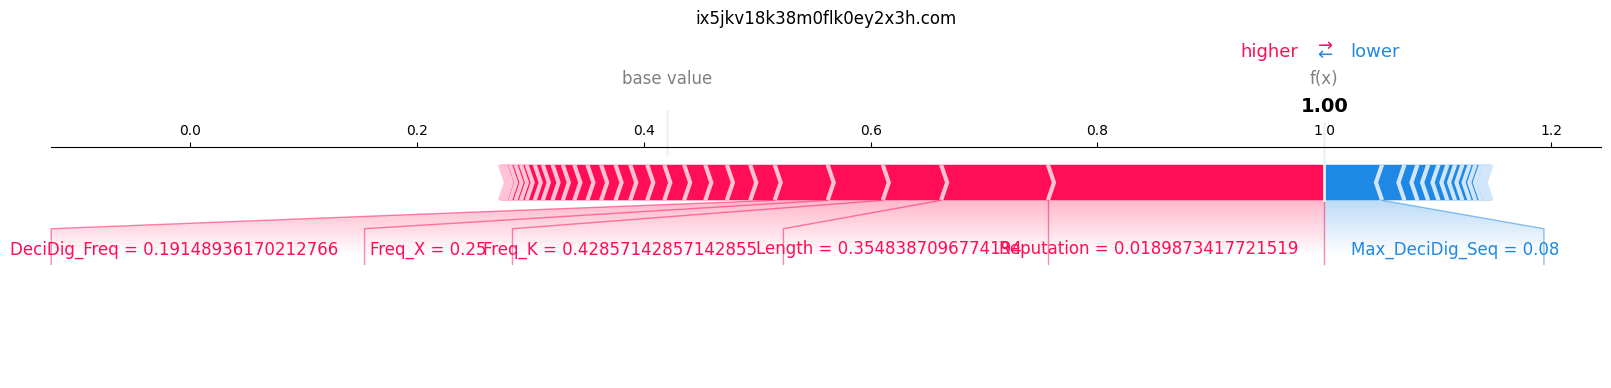 ix5jkv18k38m0flk0ey2x3h.com
higher ⇄ lower
base value f(x)
1.00
0.0 0.2 0.4 0.6 0.8 1.0 1.2
DeciDig_Freq = 0.19148936170212766 Freq_X = 0.25 Freq_K = 0.42857142857142855 Length = 0.3548387096774194 Reputation = 0.0189873417721519 Max_DeciDig_Seq = 0.08